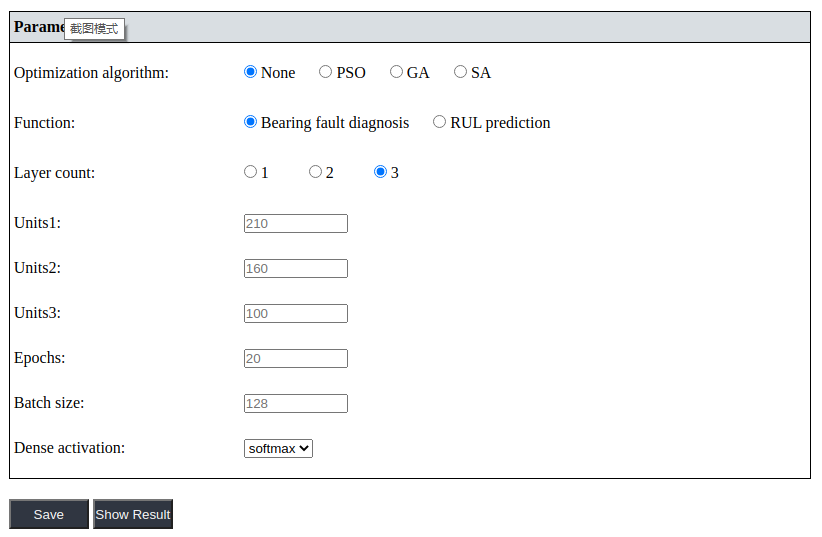 Parame
截图模式
Optimization algorithm: None PSO GA SA
Function: Bearing fault diagnosis RUL prediction
Layer count: 1 2 3
Units1: 210
Units2: 160
Units3: 100
Epochs: 20
Batch size: 128
Dense activation: softmax
Save Show Result